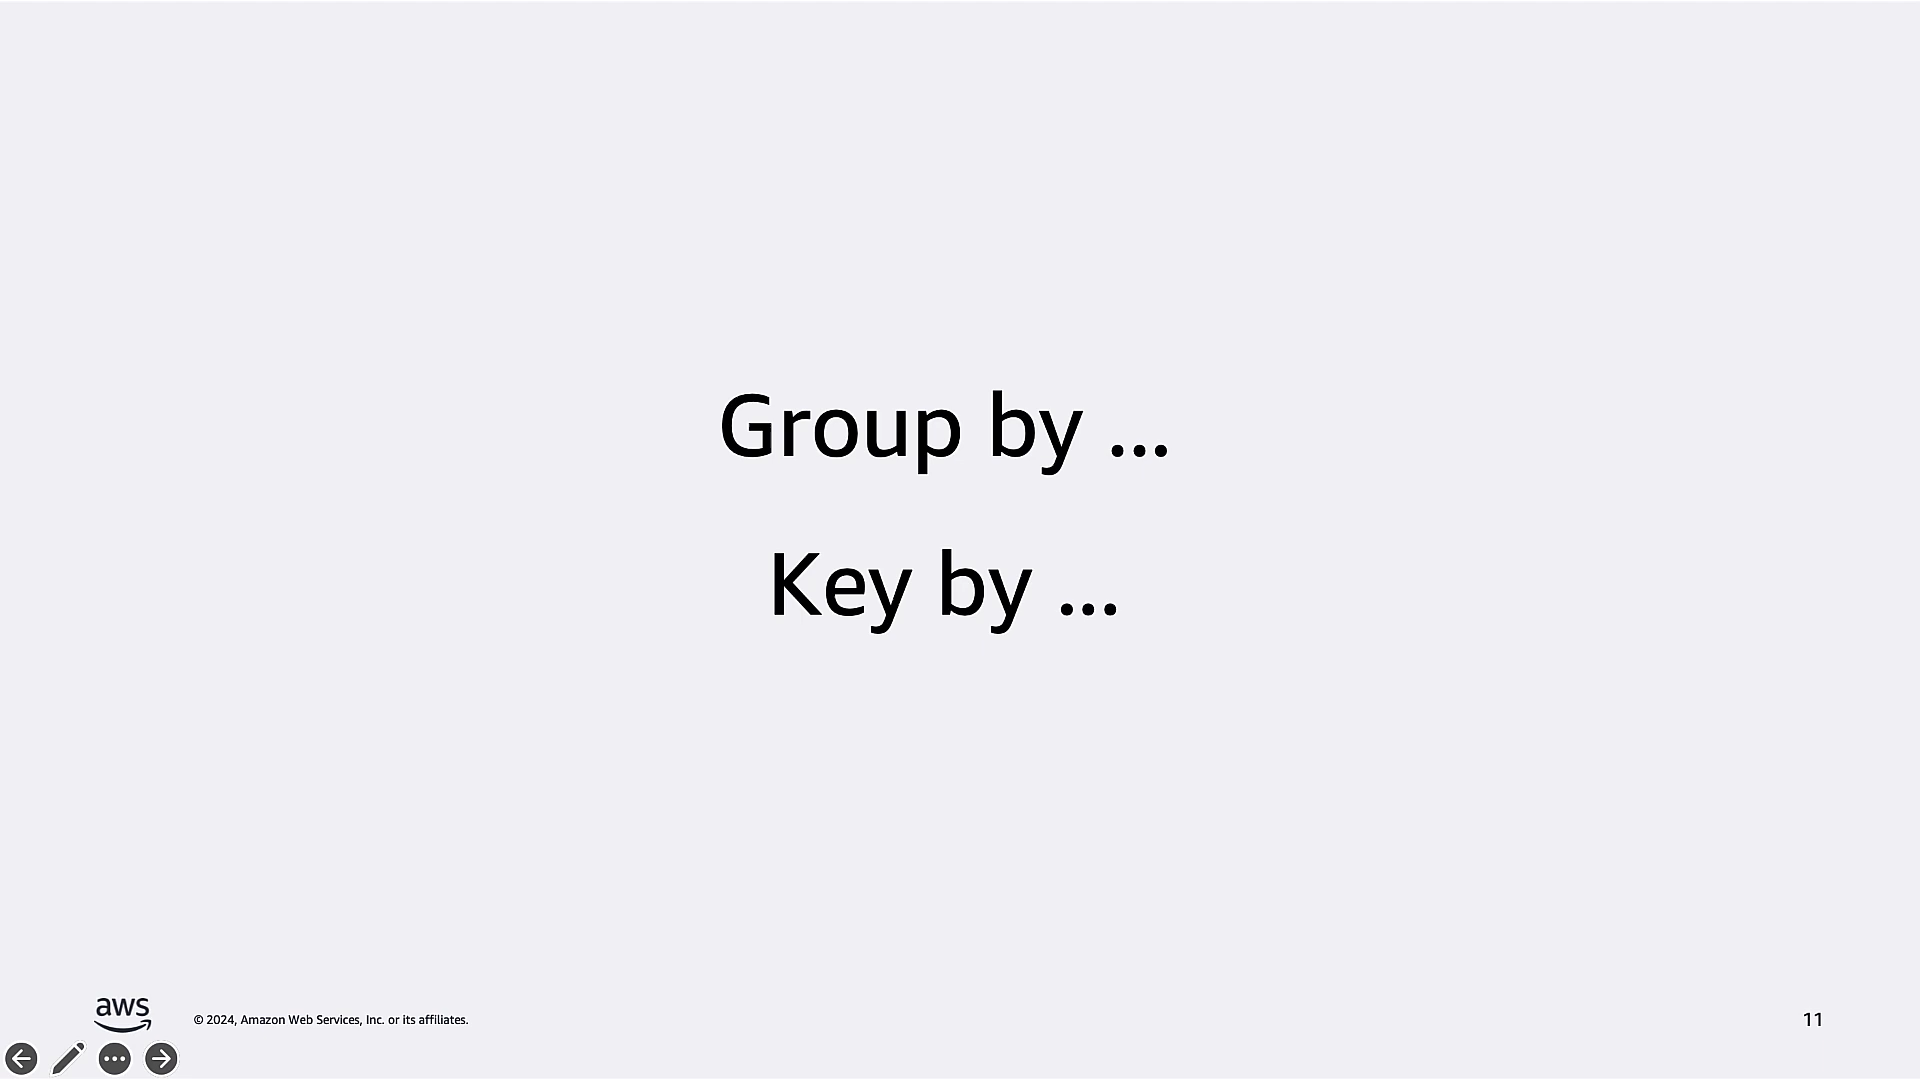 Group by ...
Key by ...
aws
© 2024, Amazon Web Services, Inc. or its affiliates.
11